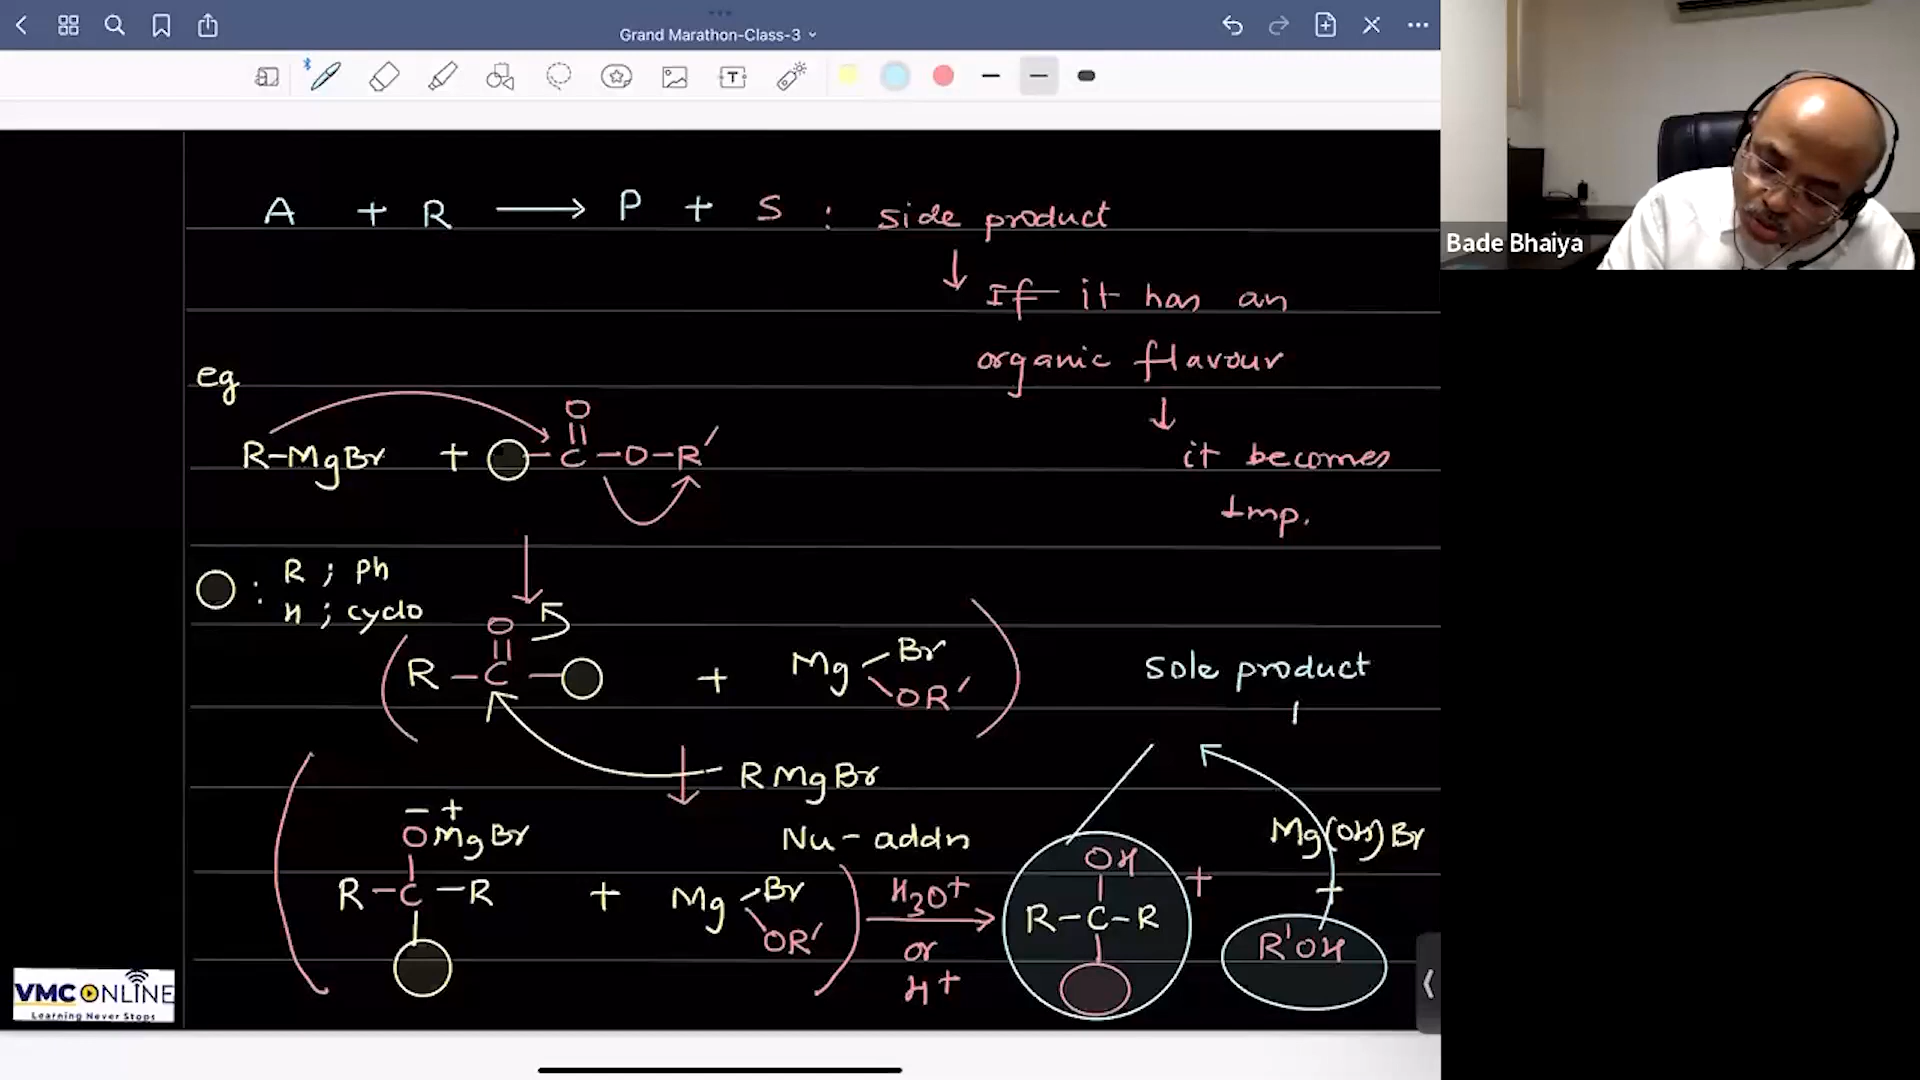 Grand Marathon-Class-3
Bade Bhaiya
A + R ⟶ P + S : side product
↓ If it has an
organic flavour
↓
it becomes
Imp.
eg
O
||
R-MgBr + ◯-C-O-R′
↓
◯ : R ; Ph
H ; cyclo
O
||
(R-C-◯ + Mg Br
OR′)
Sole product
↓ RMgBr
Nu-addn
− +
OMgBr
R-C-R + Mg Br
OR′
H3O+
or
H+
OH
R-C-R +
Mg(OH)Br
+
R'OH
VMC ONLINE
Learning Never Stops